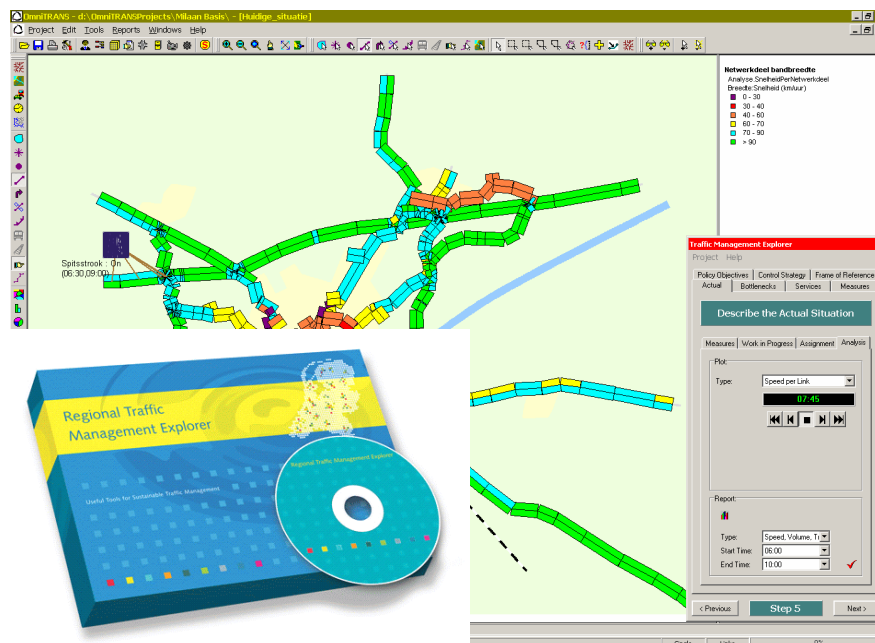 OmniTRANS - d:\OmniTRANSProjects\Milaan Basis\ - [Huidige_situatie]
Project Edit Tools Reports Windows Help
Netwerkdeel bandbreedte
Analyse:SnelheidPerNetwerkdeel
Breedte:Snelheid (km/uur)
0 - 30
30 - 40
40 - 60
60 - 70
70 - 90
> 90
Spitsstrook : On
(06:30,09:00)
Traffic Management Explorer
Project Help
Policy Objectives Control Strategy Frame of Reference
Actual Bottlenecks Services Measures
Describe the Actual Situation
Measures Work in Progress Assignment Analysis
Plot:
Type: Speed per Link
07:45
Report:
Type: Speed, Volume, Tr
Start Time: 06:00
End Time: 10:00
< Previous Step 5 Next >
0%
Regional Traffic
Management Explorer
Useful Tools for Sustainable Traffic Management
Regional Traffic Management Explorer